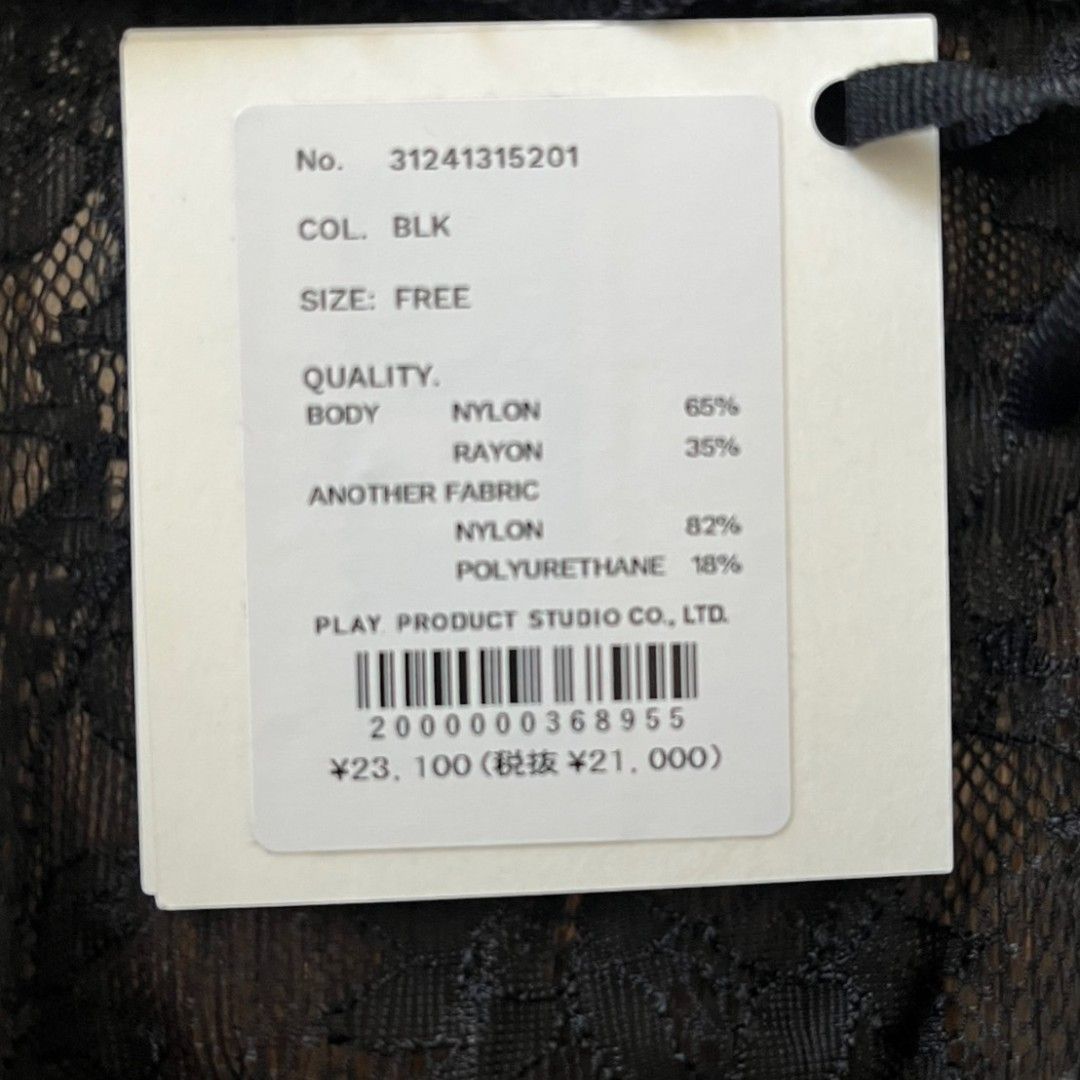 No. 31241315201
COL. BLK
SIZE: FREE
QUALITY.
BODY NYLON 65%
RAYON 35%
ANOTHER FABRIC
NYLON 82%
POLYURETHANE 18%
PLAY PRODUCT STUDIO CO., LTD.
2000000368955
¥23,100(税抜 ¥21,000)